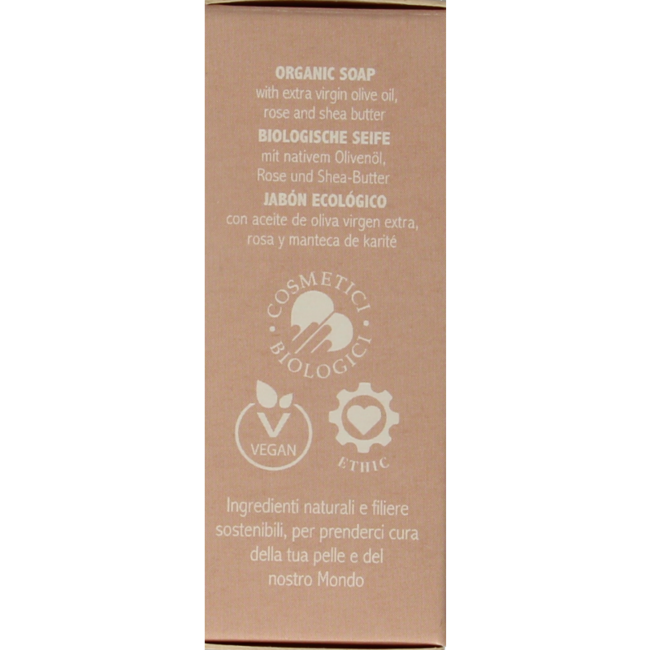 ORGANIC SOAP
with extra virgin olive oil,
rose and shea butter
BIOLOGISCHE SEIFE
mit nativem Olivenöl,
Rose und Shea-Butter
JABÓN ECOLÓGICO
con aceite de oliva virgen extra,
rosa y manteca de karité
COSMETICI
BIOLOGICI
V
VEGAN
ETHIC
Ingredienti naturali e filiere
sostenibili, per prenderci cura
della tua pelle e del
nostro Mondo